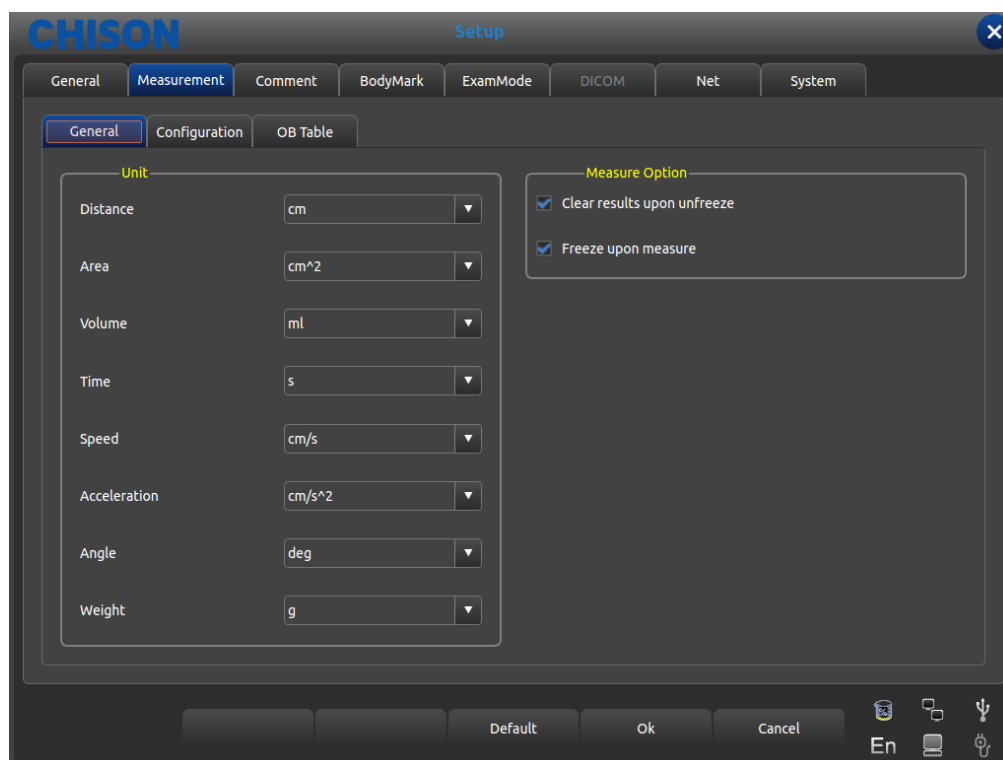 CHISON
Setup
General Measurement Comment BodyMark ExamMode DICOM Net System
General Configuration OB Table
Unit
Distance cm
Area cm^2
Volume ml
Time s
Speed cm/s
Acceleration cm/s^2
Angle deg
Weight g
Measure Option
Clear results upon unfreeze
Freeze upon measure
Default Ok Cancel
En